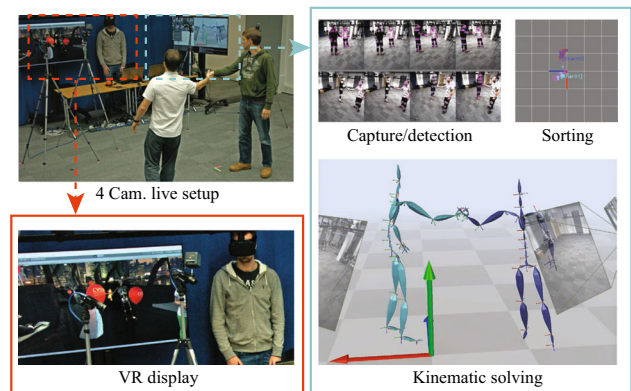 Capture/detection
Sorting
4 Cam. live setup
VR display
Kinematic solving